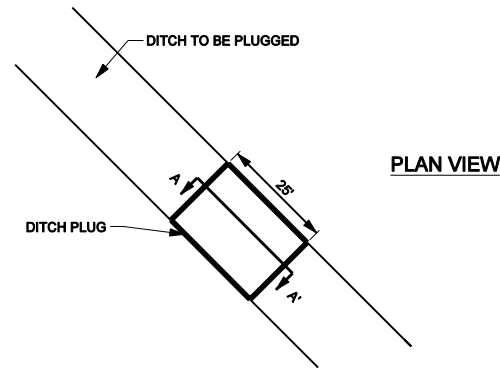 DITCH TO BE PLUGGED
PLAN VIEW
25'
A
DITCH PLUG
A'